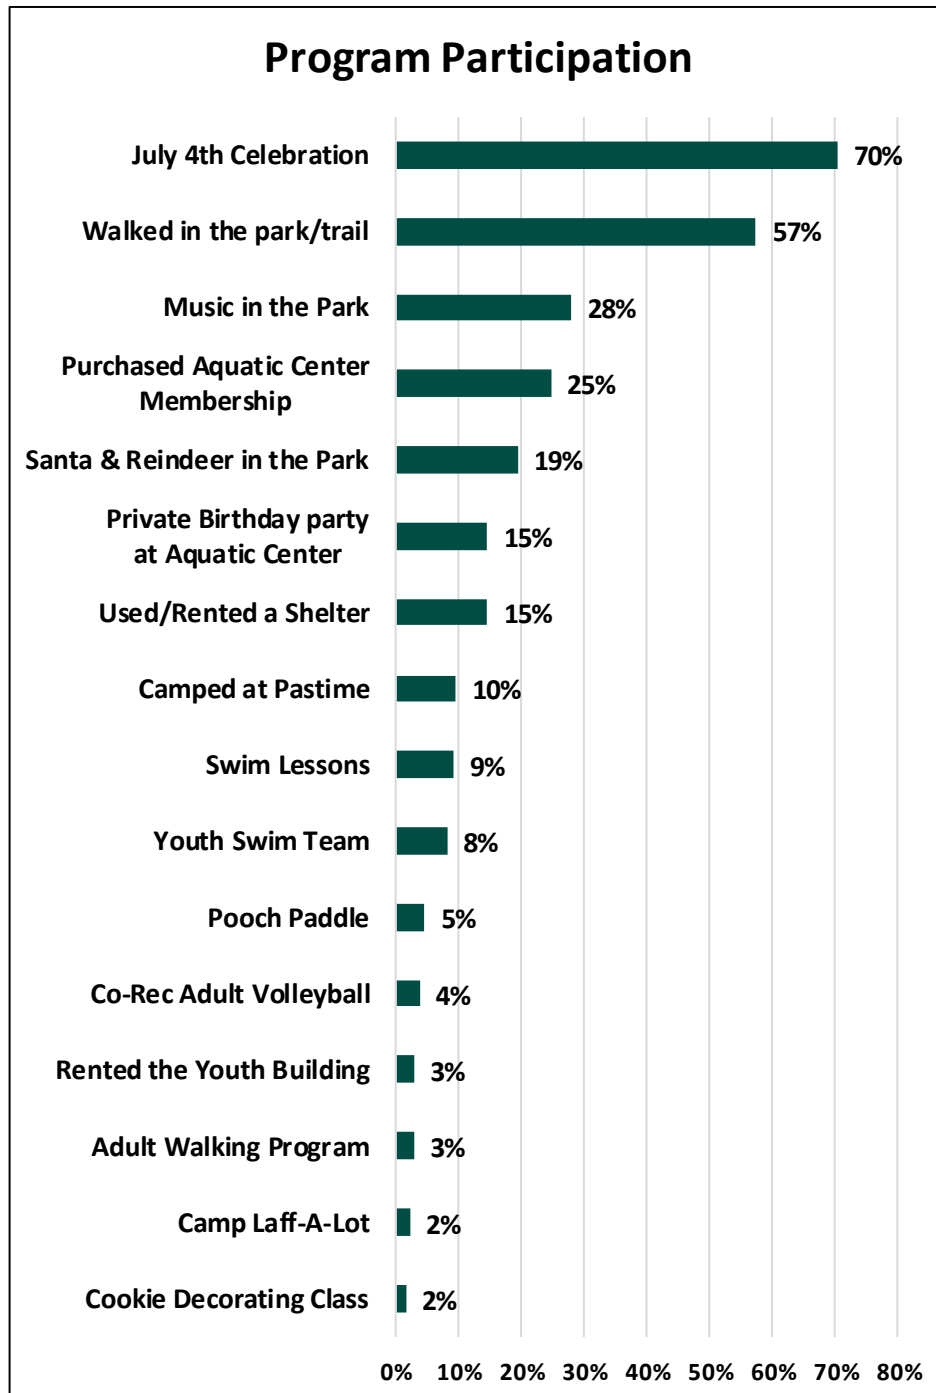 Program Participation
July 4th Celebration 70%
Walked in the park/trail 57%
Music in the Park 28%
Purchased Aquatic Center
Membership 25%
Santa & Reindeer in the Park 19%
Private Birthday party
at Aquatic Center 15%
Used/Rented a Shelter 15%
Camped at Pastime 10%
Swim Lessons 9%
Youth Swim Team 8%
Pooch Paddle 5%
Co-Rec Adult Volleyball 4%
Rented the Youth Building 3%
Adult Walking Program 3%
Camp Laff-A-Lot 2%
Cookie Decorating Class 2%
0% 10% 20% 30% 40% 50% 60% 70% 80%